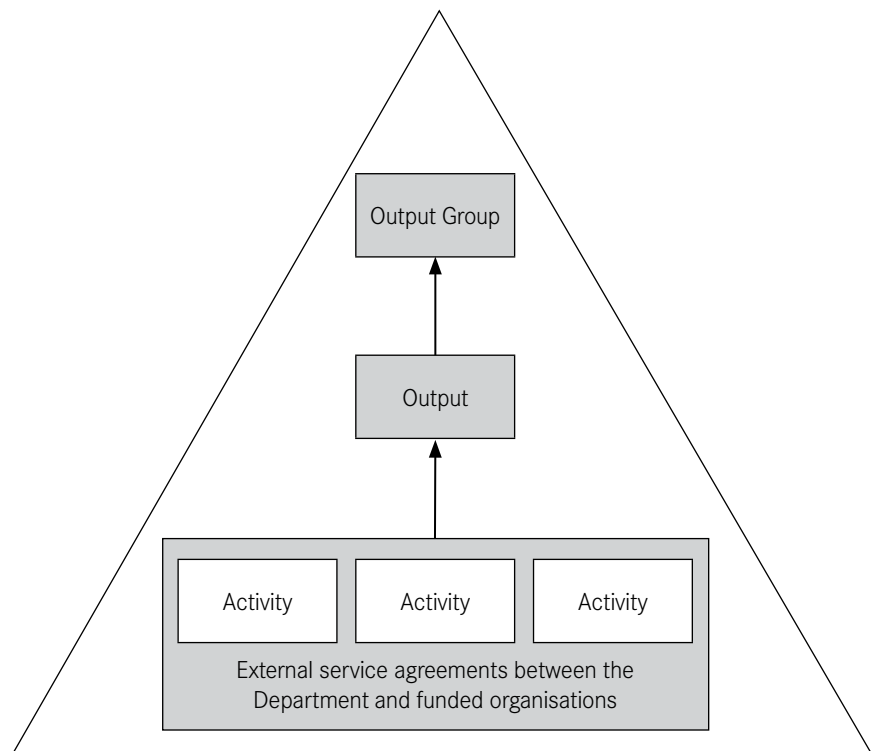 Output Group
Output
Activity
Activity
Activity
External service agreements between the
Department and funded organisations